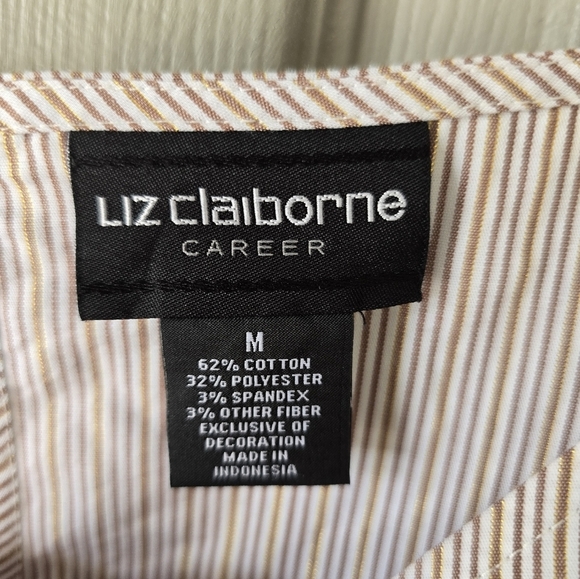 Liz claiborne
CAREER
M
62% COTTON
32% POLYESTER
3% SPANDEX
3% OTHER FIBER
EXCLUSIVE OF
DECORATION
MADE IN
INDONESIA